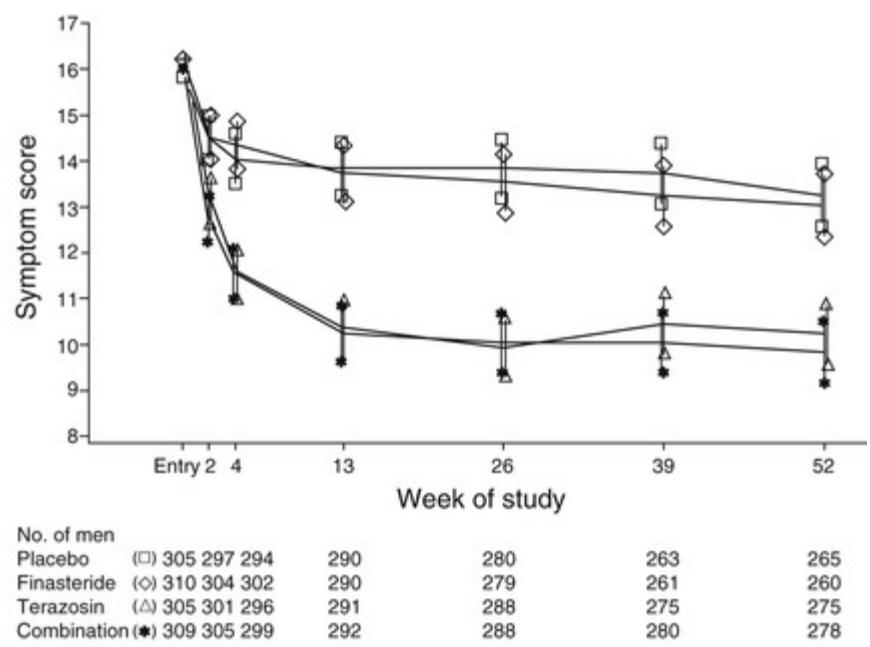 17
16
15
14
13
12
11
10
9
8
Symptom score
Entry 2 4 13 26 39 52
Week of study
No. of men
Placebo (□) 305 297 294 290 280 263 265
Finasteride (◇) 310 304 302 290 279 261 260
Terazosin (△) 305 301 296 291 288 275 275
Combination (✱) 309 305 299 292 288 280 278